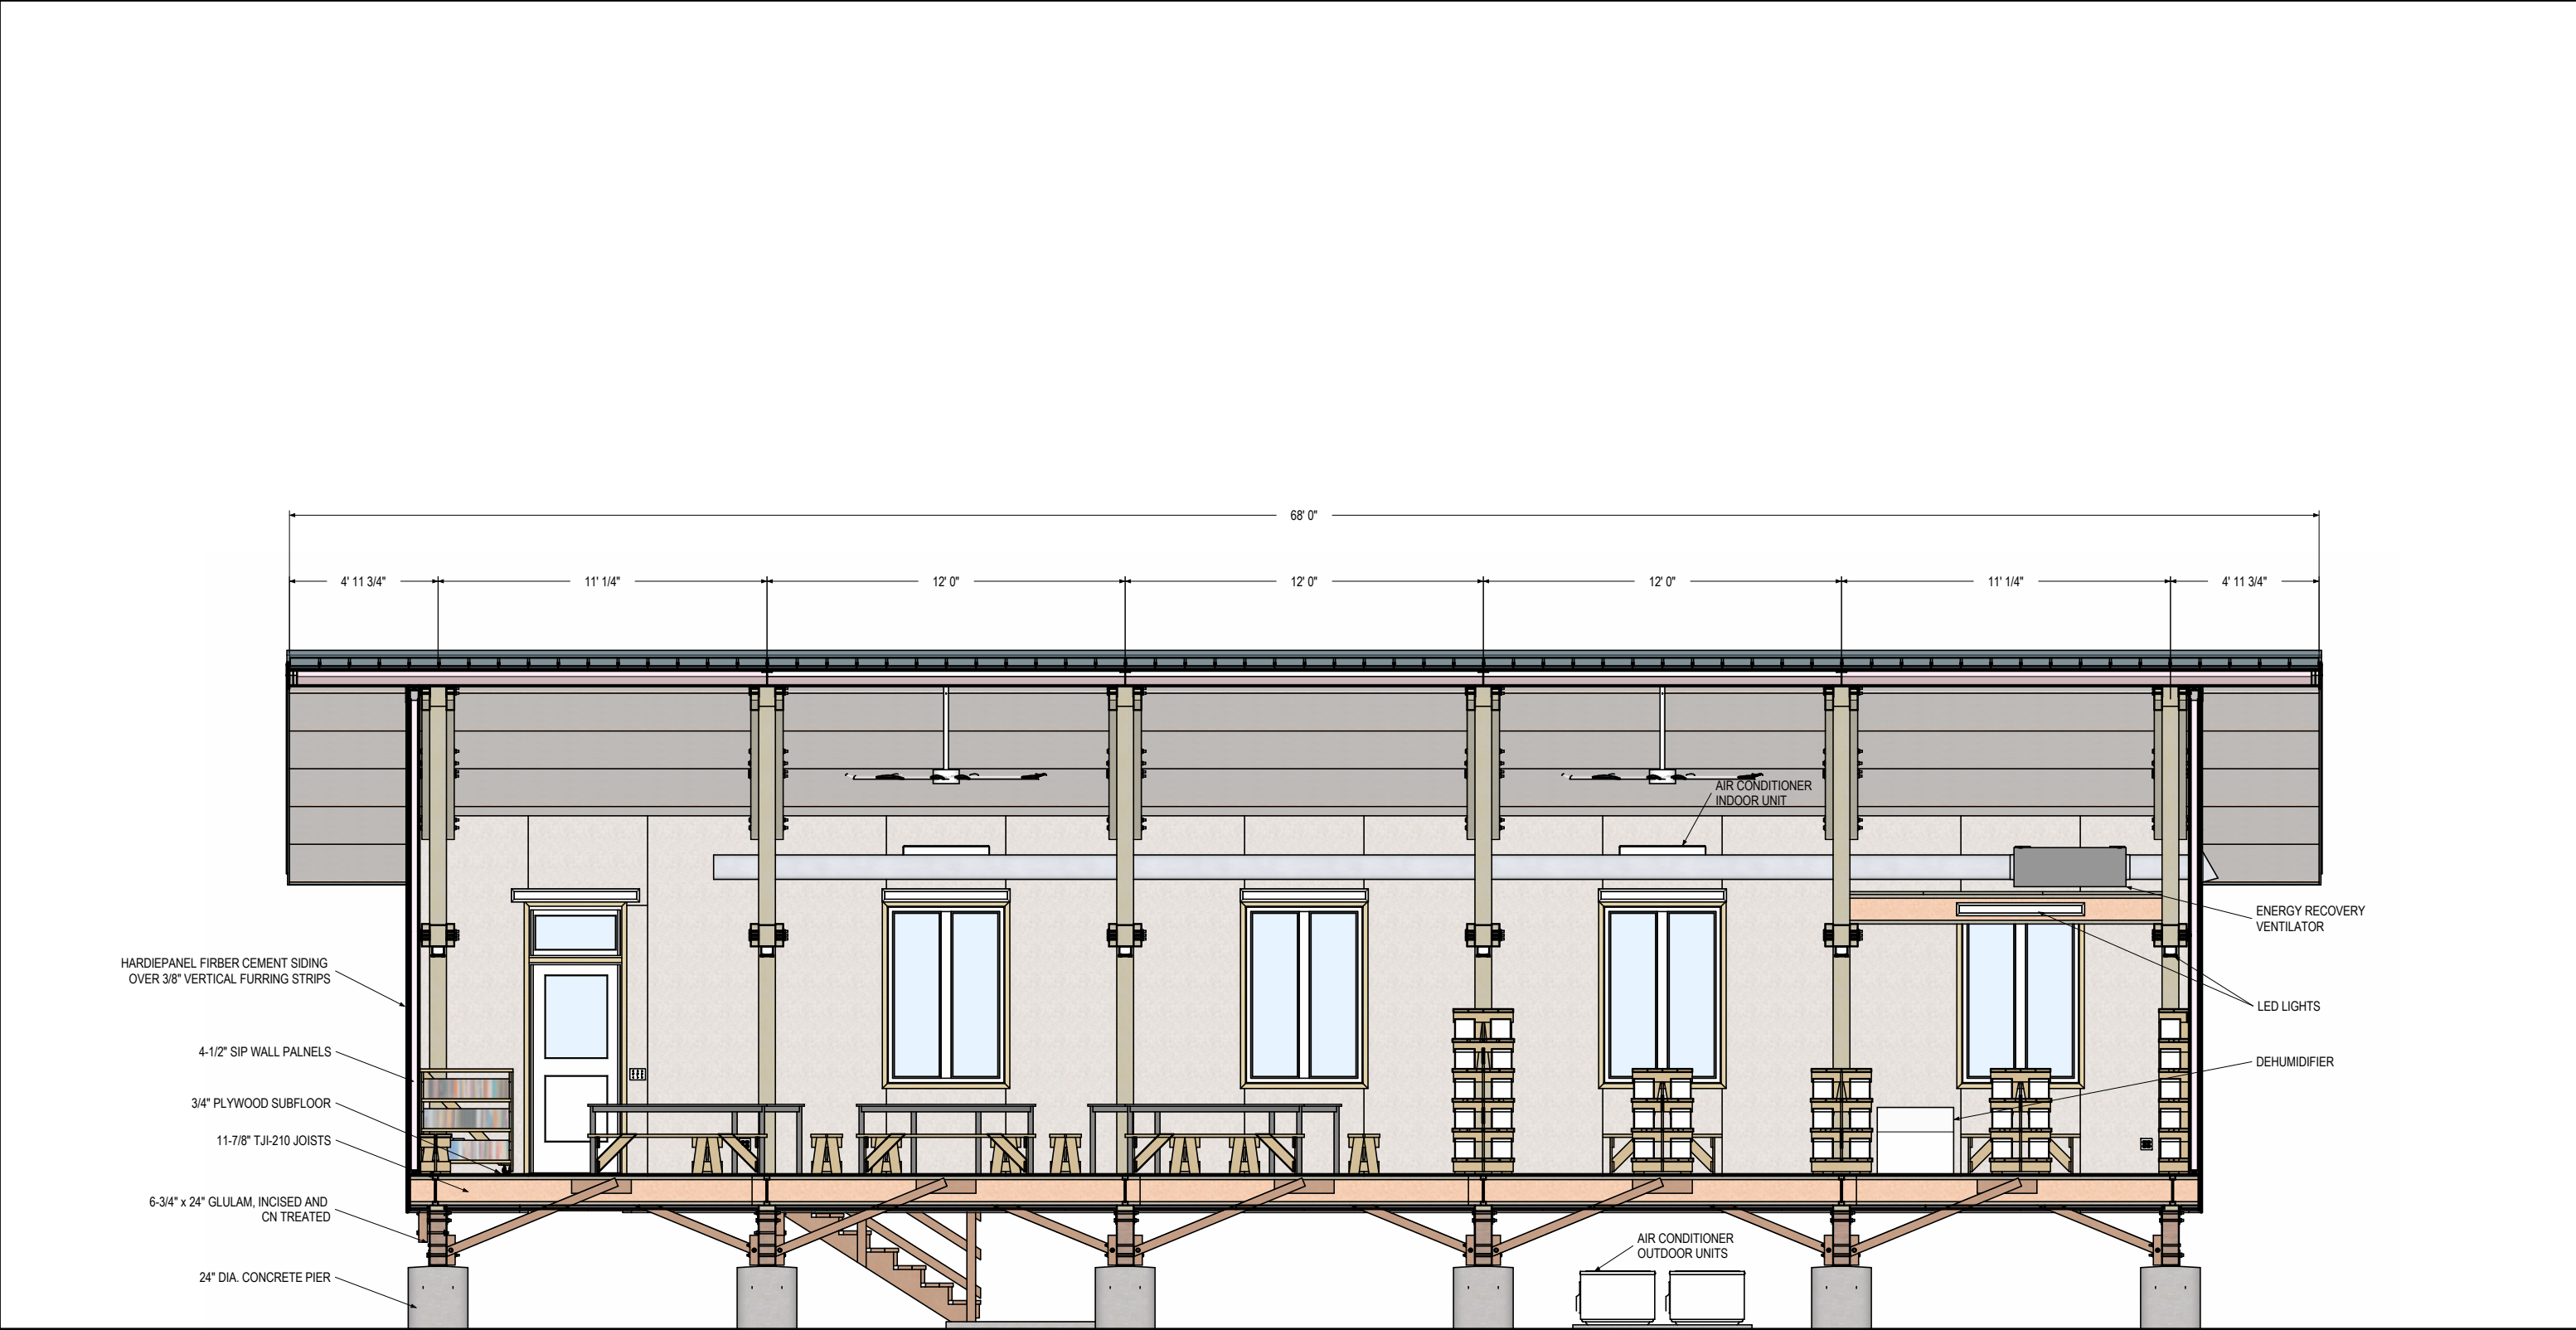 68' 0"
4' 11 3/4"
11' 1/4"
12' 0"
12' 0"
12' 0"
11' 1/4"
4' 11 3/4"
AIR CONDITIONER
INDOOR UNIT
ENERGY RECOVERY
VENTILATOR
HARDIEPANEL FIRBER CEMENT SIDING
OVER 3/8" VERTICAL FURRING STRIPS
LED LIGHTS
4-1/2" SIP WALL PALNELS
DEHUMIDIFIER
3/4" PLYWOOD SUBFLOOR
11-7/8" TJI-210 JOISTS
6-3/4" x 24" GLULAM, INCISED AND
CN TREATED
AIR CONDITIONER
OUTDOOR UNITS
24" DIA. CONCRETE PIER